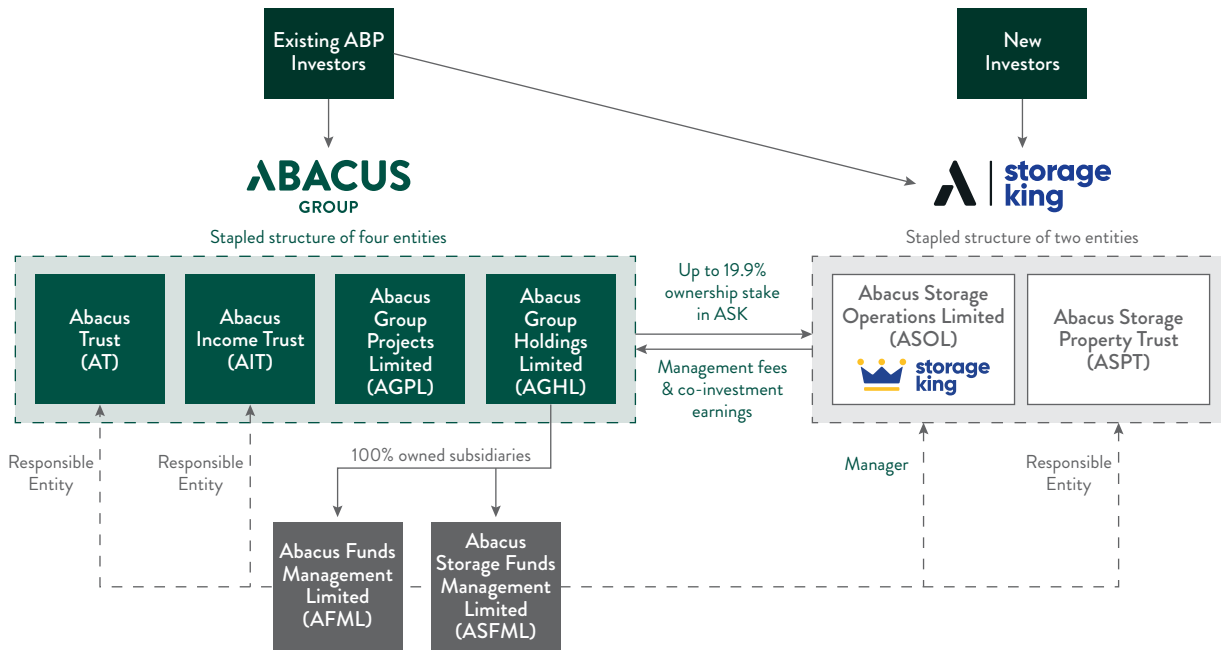 Existing ABP
Investors
New
Investors
ABACUS
GROUP
storage
king
Stapled structure of four entities
Stapled structure of two entities
Abacus
Trust
(AT)
Abacus
Income Trust
(AIT)
Abacus
Group
Projects
Limited
(AGPL)
Abacus
Group
Holdings
Limited
(AGHL)
Up to 19.9%
ownership stake
in ASK
Management fees
& co-investment
earnings
Abacus Storage
Operations Limited
(ASOL)
storage
king
Abacus Storage
Property Trust
(ASPT)
Responsible
Entity
Responsible
Entity
100% owned subsidiaries
Manager
Responsible
Entity
Abacus Funds
Management
Limited
(AFML)
Abacus
Storage Funds
Management
Limited
(ASFML)